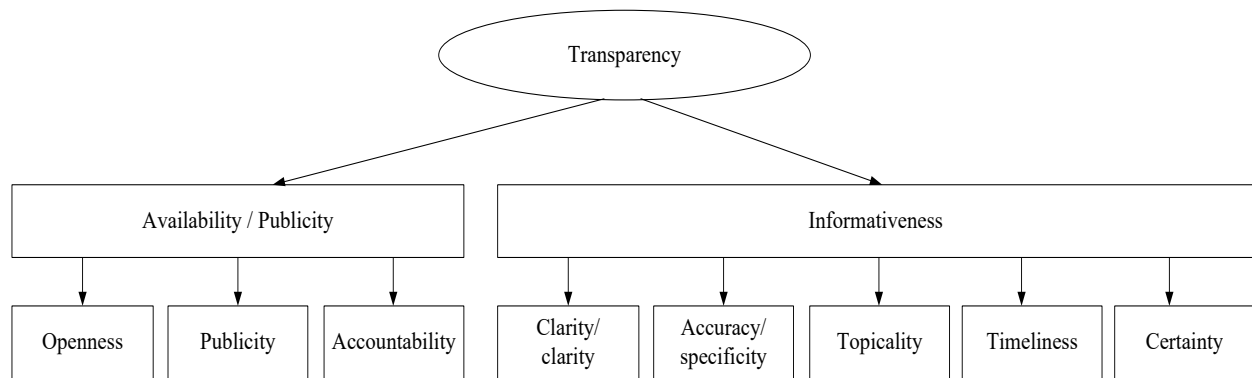 Transparency
Availability / Publicity
Informativeness
Openness
Publicity
Accountability
Clarity/
clarity
Accuracy/
specificity
Topicality
Timeliness
Certainty